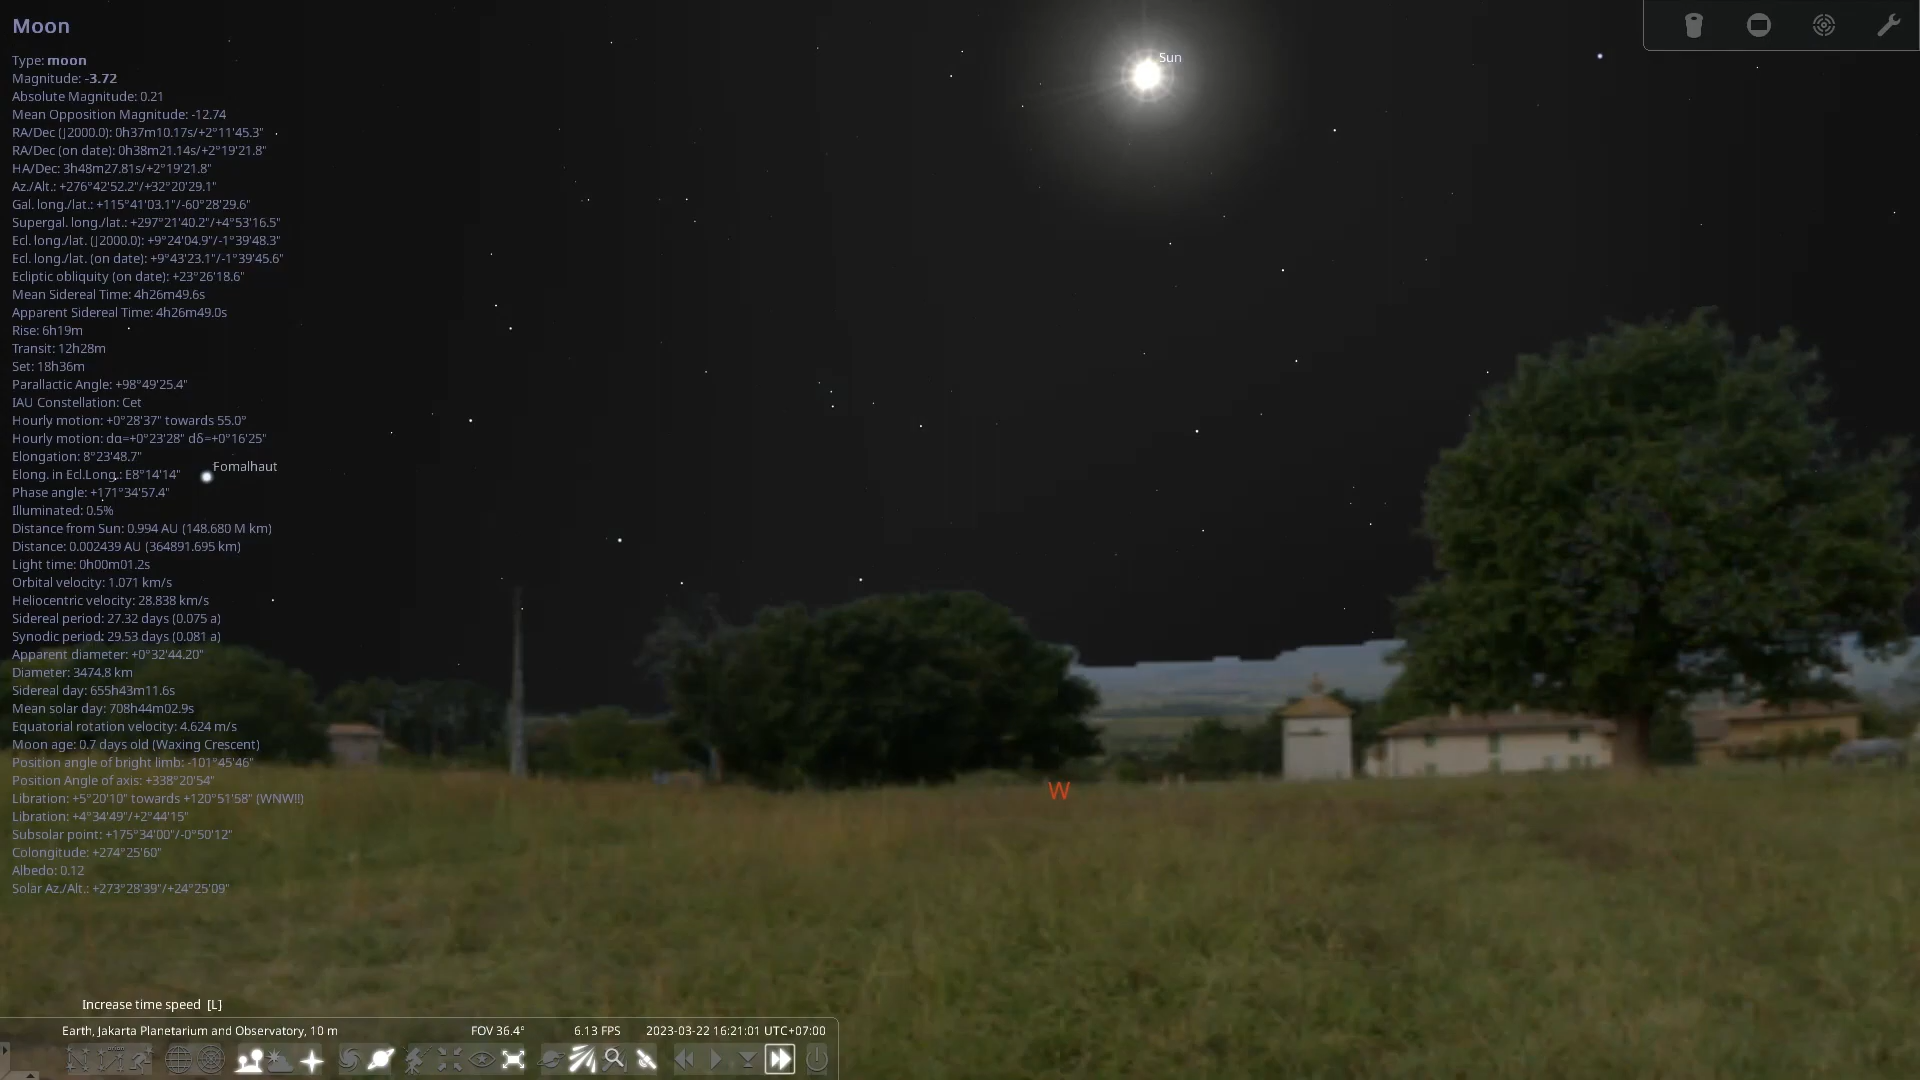 Moon
Type: moon
Magnitude: -3.72
Absolute Magnitude: 0.21
Mean Opposition Magnitude: -12.74
RA/Dec (J2000.0): 0h37m10.17s/+2°11'45.3"
RA/Dec (on date): 0h38m21.14s/+2°19'21.8"
HA/Dec: 3h48m27.81s/+2°19'21.8"
Az./Alt.: +276°42'52.2"/+32°20'29.1"
Gal. long./lat.: +115°41'03.1"/-60°28'29.6"
Supergal. long./lat.: +297°21'40.2"/+4°53'16.5"
Ecl. long./lat. (J2000.0): +9°24'04.9"/-1°39'48.3"
Ecl. long./lat. (on date): +9°43'23.1"/-1°39'45.6"
Ecliptic obliquity (on date): +23°26'18.6"
Mean Sidereal Time: 4h26m49.6s
Apparent Sidereal Time: 4h26m49.0s
Rise: 6h19m
Transit: 12h28m
Set: 18h36m
Parallactic Angle: +98°49'25.4"
IAU Constellation: Cet
Hourly motion: +0°28'37" towards 55.0°
Hourly motion: dα=+0°23'28" dδ=+0°16'25"
Elongation: 8°23'48.7"
Elong. in Ecl.Long.: E8°14'14"
Phase angle: +171°34'57.4"
Illuminated: 0.5%
Distance from Sun: 0.994 AU (148.680 M km)
Distance: 0.002439 AU (364891.695 km)
Light time: 0h00m01.2s
Orbital velocity: 1.071 km/s
Heliocentric velocity: 28.838 km/s
Sidereal period: 27.32 days (0.075 a)
Synodic period: 29.53 days (0.081 a)
Apparent diameter: +0°32'44.20"
Diameter: 3474.8 km
Sidereal day: 655h43m11.6s
Mean solar day: 708h44m02.9s
Equatorial rotation velocity: 4.624 m/s
Moon age: 0.7 days old (Waxing Crescent)
Position angle of bright limb: -101°45'46"
Position Angle of axis: +338°20'54"
Libration: +5°20'10" towards +120°51'58" (WNW!!)
Libration: +4°34'49"/+2°44'15"
Subsolar point: +175°34'00"/-0°50'12"
Colongitude: +274°25'60"
Albedo: 0.12
Solar Az./Alt.: +273°28'39"/+24°25'09"
Sun
Fomalhaut
W
Increase time speed [L]
Earth, Jakarta Planetarium and Observatory, 10 m FOV 36.4° 6.13 FPS 2023-03-22 16:21:01 UTC+07:00